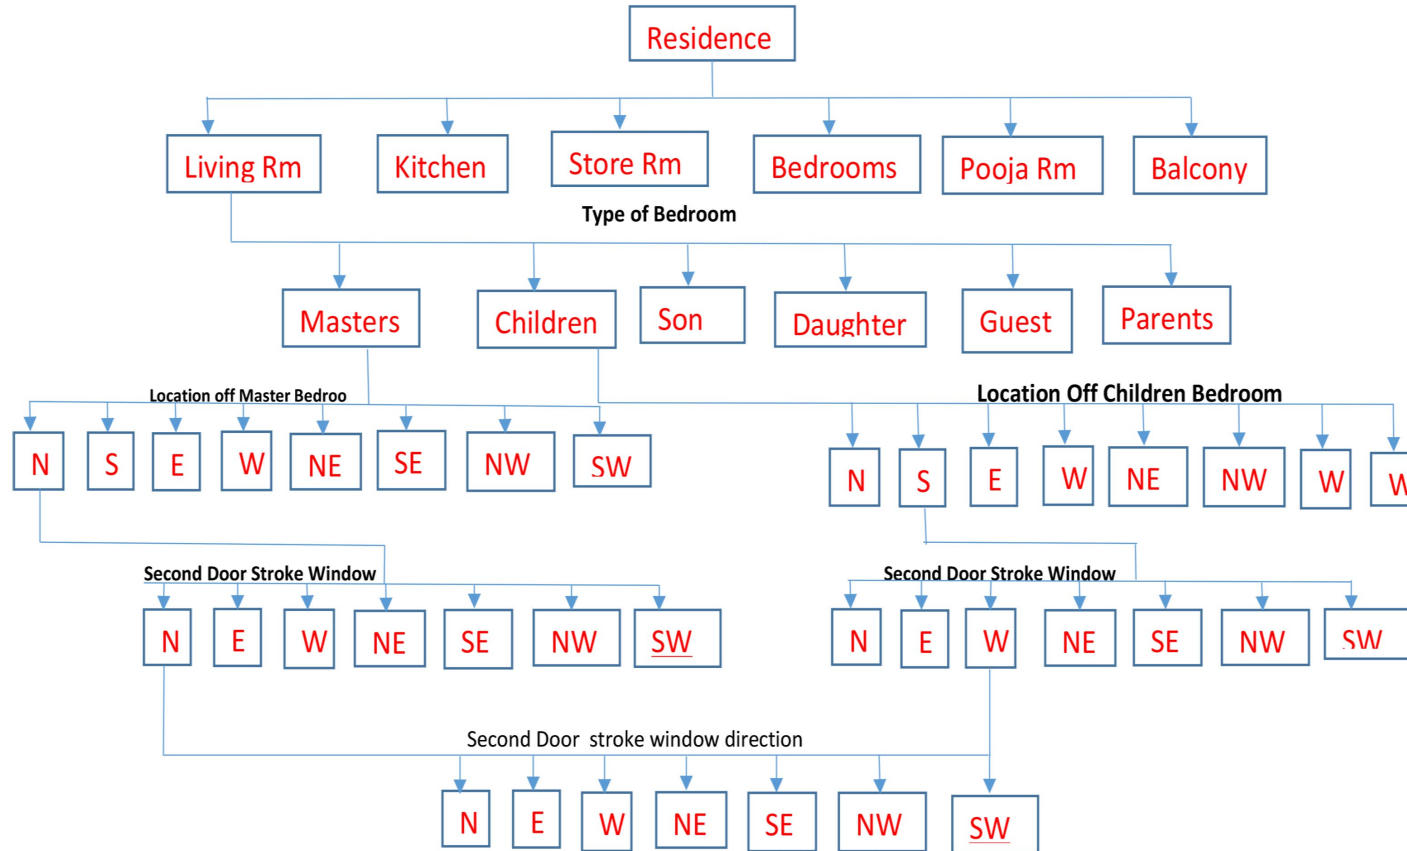 Residence
Living Rm
Kitchen
Store Rm
Bedrooms
Pooja Rm
Balcony
Type of Bedroom
Masters
Children
Son
Daughter
Guest
Parents
Location off Master Bedroo
Location Off Children Bedroom
N
S
E
W
NE
SE
NW
SW
N
S
E
W
NE
NW
W
W
Second Door Stroke Window
Second Door Stroke Window
N
E
W
NE
SE
NW
SW
N
E
W
NE
SE
NW
SW
Second Door stroke window direction
N
E
W
NE
SE
NW
SW